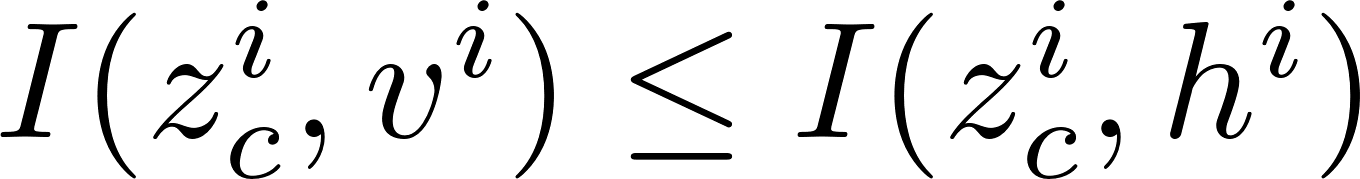 I(z_c^i, v^i) ≤ I(z_c^i, h^i)